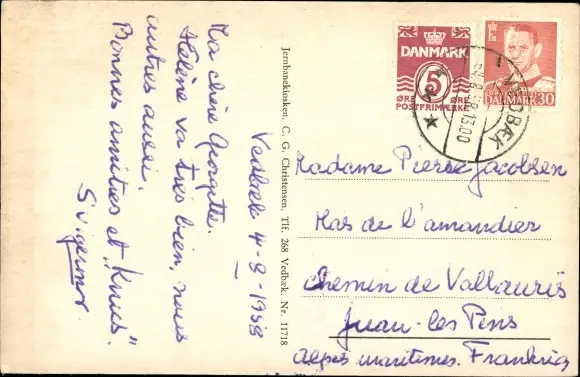 Vedbæk 4-8-1958
Ma chère Georgette.
Hélène va très bien, nous
autres aussi.
Bonnes amitiés et "Knus".
Jernbanekiosken, C. G. Christensen, Tlf. 268 Vedbæk. Nr. 11718
DANMARK
5
ØRE ØRE
POSTFRIMÆRKE
DANMARK 30
VEDBÆK
13.00
Madame Pierre Jacobsen
Mas de l'amandier
Chemin de Vallauris
Juan-les Pins
Alpes maritimes. Frankrig